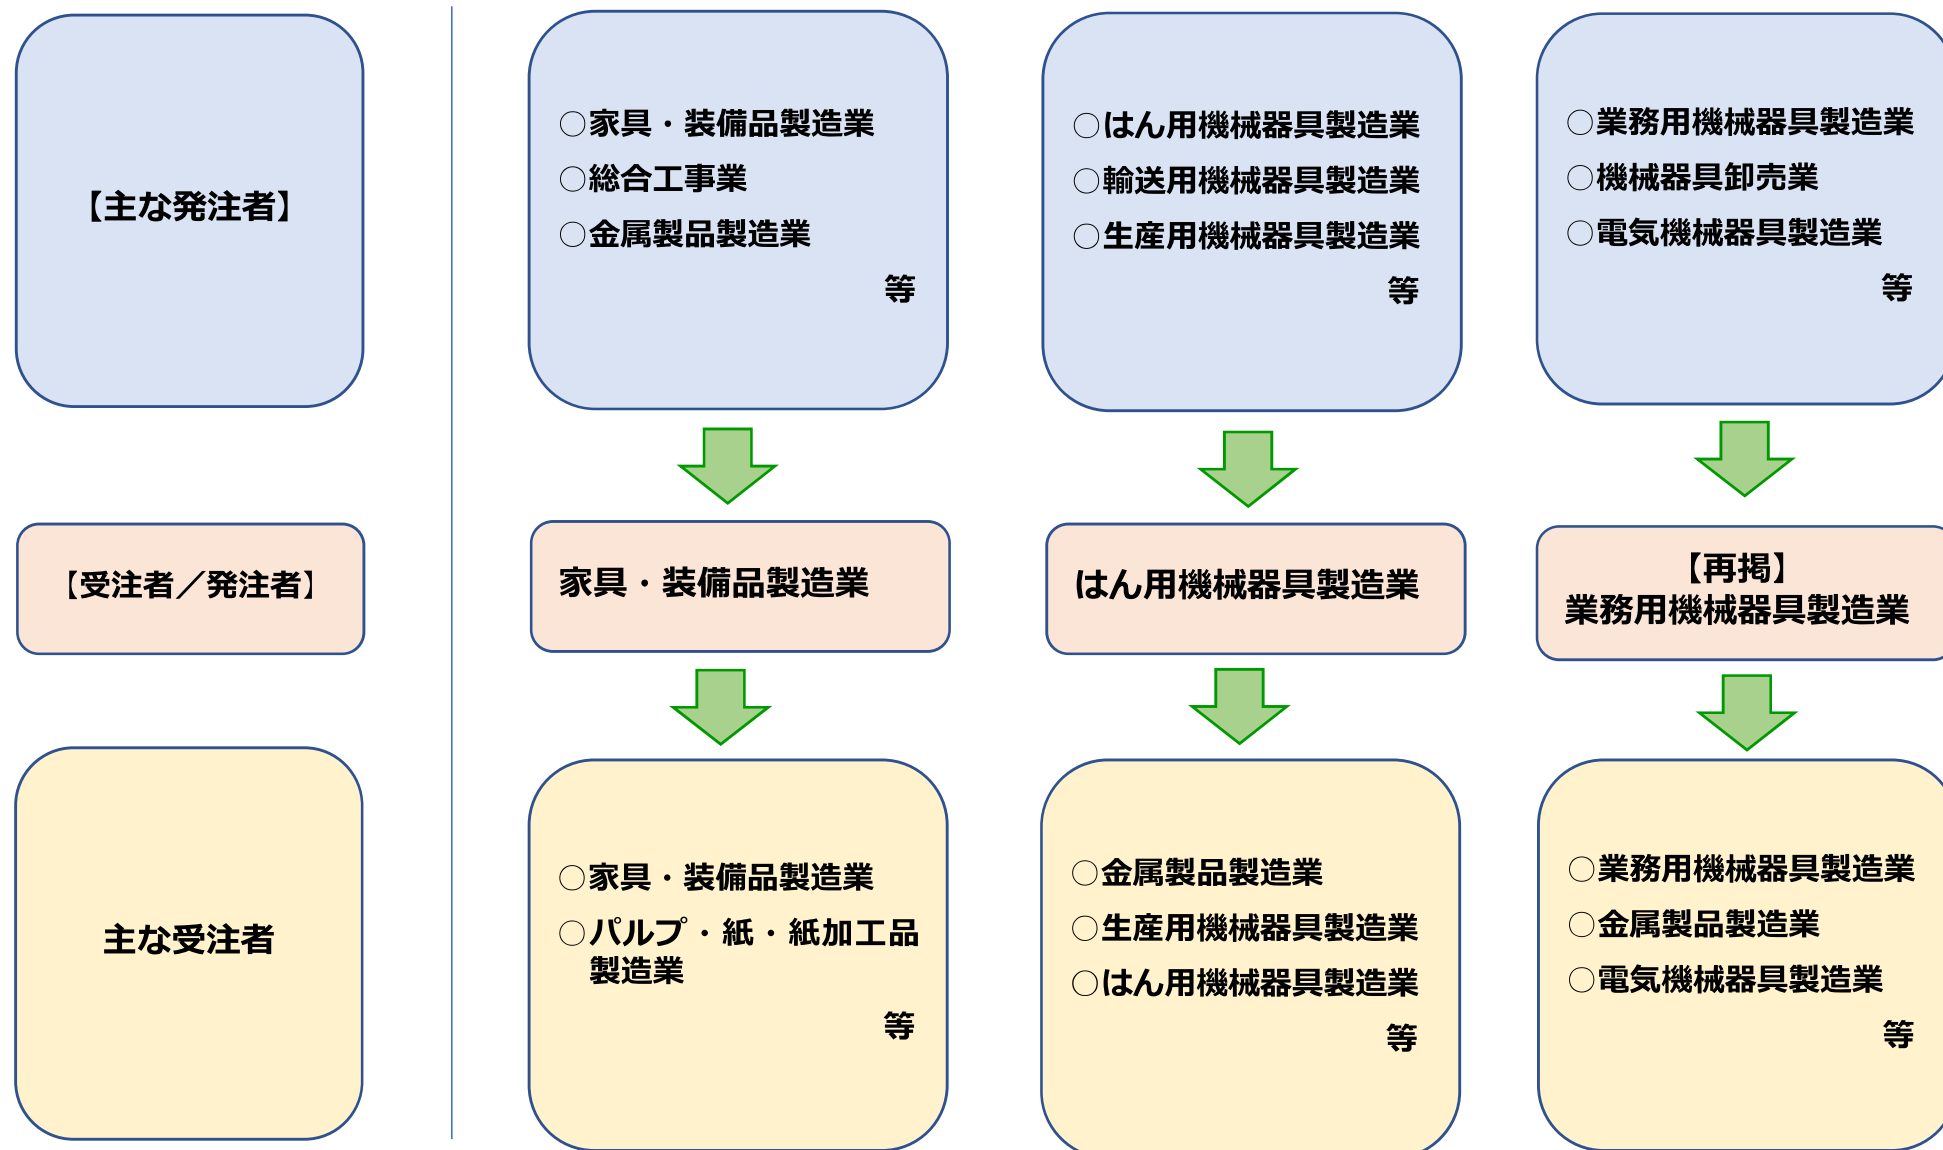 【主な発注者】
○家具・装備品製造業
○総合工事業
○金属製品製造業
等
○はん用機械器具製造業
○輸送用機械器具製造業
○生産用機械器具製造業
等
○業務用機械器具製造業
○機械器具卸売業
○電気機械器具製造業
等
【受注者／発注者】
家具・装備品製造業
はん用機械器具製造業
【再掲】
業務用機械器具製造業
主な受注者
○家具・装備品製造業
○パルプ・紙・紙加工品
製造業
等
○金属製品製造業
○生産用機械器具製造業
○はん用機械器具製造業
等
○業務用機械器具製造業
○金属製品製造業
○電気機械器具製造業
等